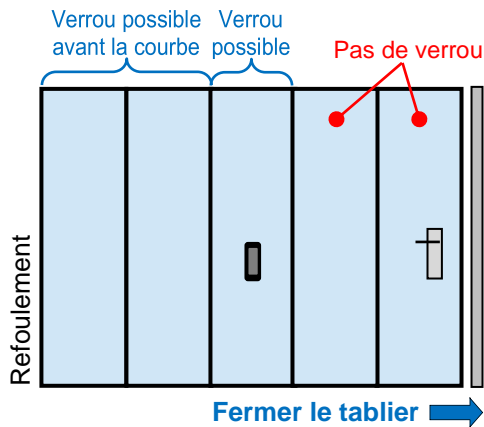 Verrou possible
avant la courbe
Verrou
possible
Pas de verrou
Refoulement
Fermer le tablier